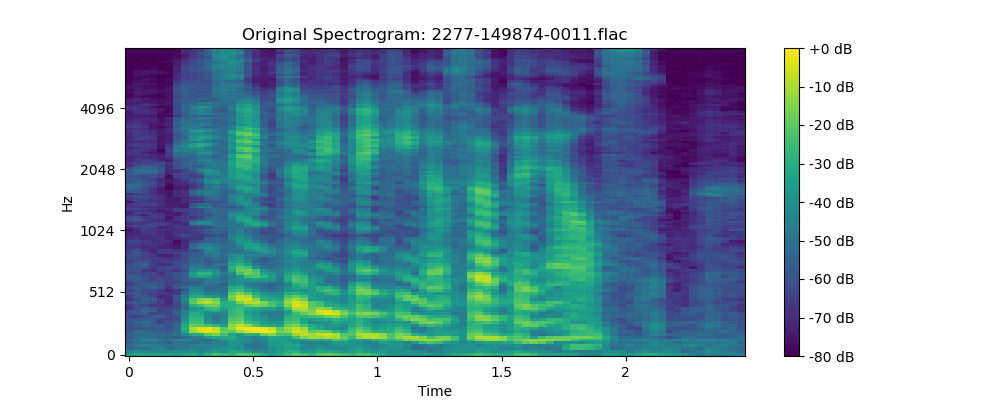 Original Spectrogram: 2277-149874-0011.flac
Hz
4096
2048
1024
512
0
0 0.5 1 1.5 2
Time
+0 dB
-10 dB
-20 dB
-30 dB
-40 dB
-50 dB
-60 dB
-70 dB
-80 dB